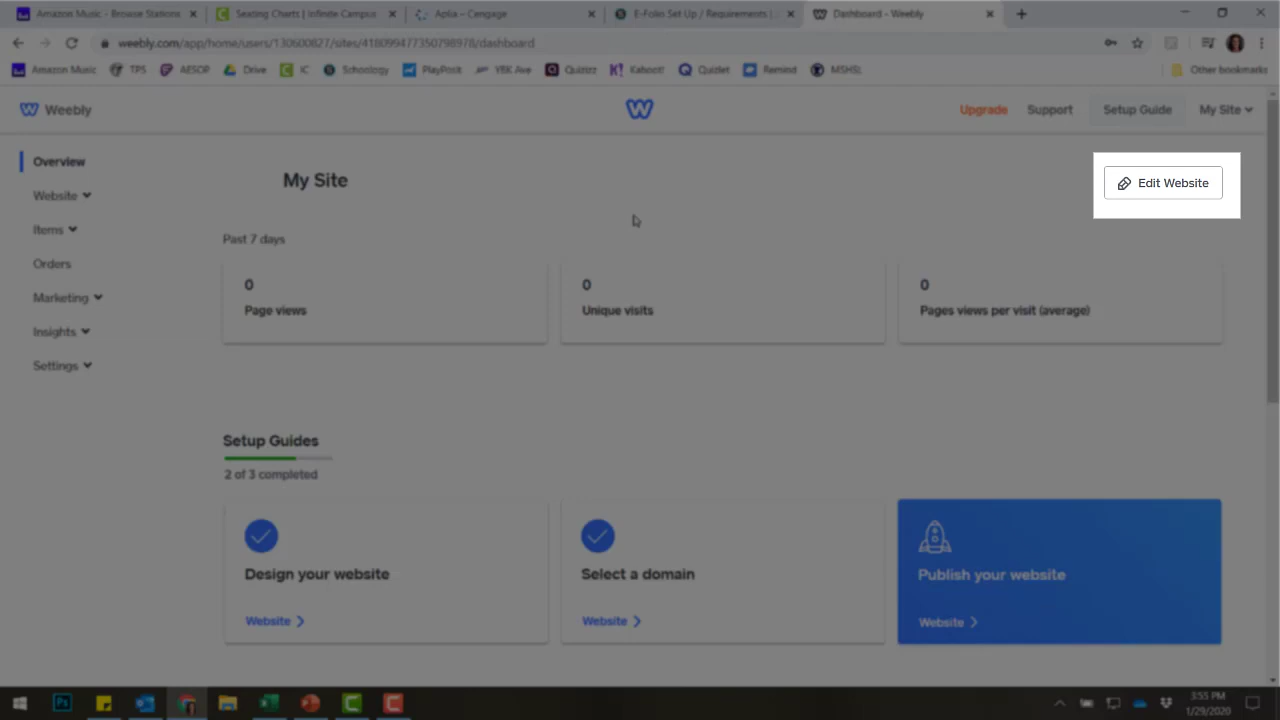 Amazon Music - Browse Stations
Seating Charts | Infinite Campus
Aplia – Cengage
E-Folio Set Up / Requirements |
Dashboard - Weebly
weebly.com/app/home/users/130600827/sites/418099477350798978/dashboard
Amazon Music
TPS
AESOP
Drive
IC
Schoology
PlayPosit
YBK Ave
Quizizz
Kahoot!
Quizlet
Remind
MSHSL
Other bookmarks
Weebly
Upgrade
Support
Setup Guide
My Site
Overview
Website
Items
Orders
Marketing
Insights
Settings
My Site
Edit Website
Past 7 days
0
Page views
0
Unique visits
0
Pages views per visit (average)
Setup Guides
2 of 3 completed
Design your website
Website
Select a domain
Website
Publish your website
Website
Ps
3:55 PM
1/29/2020